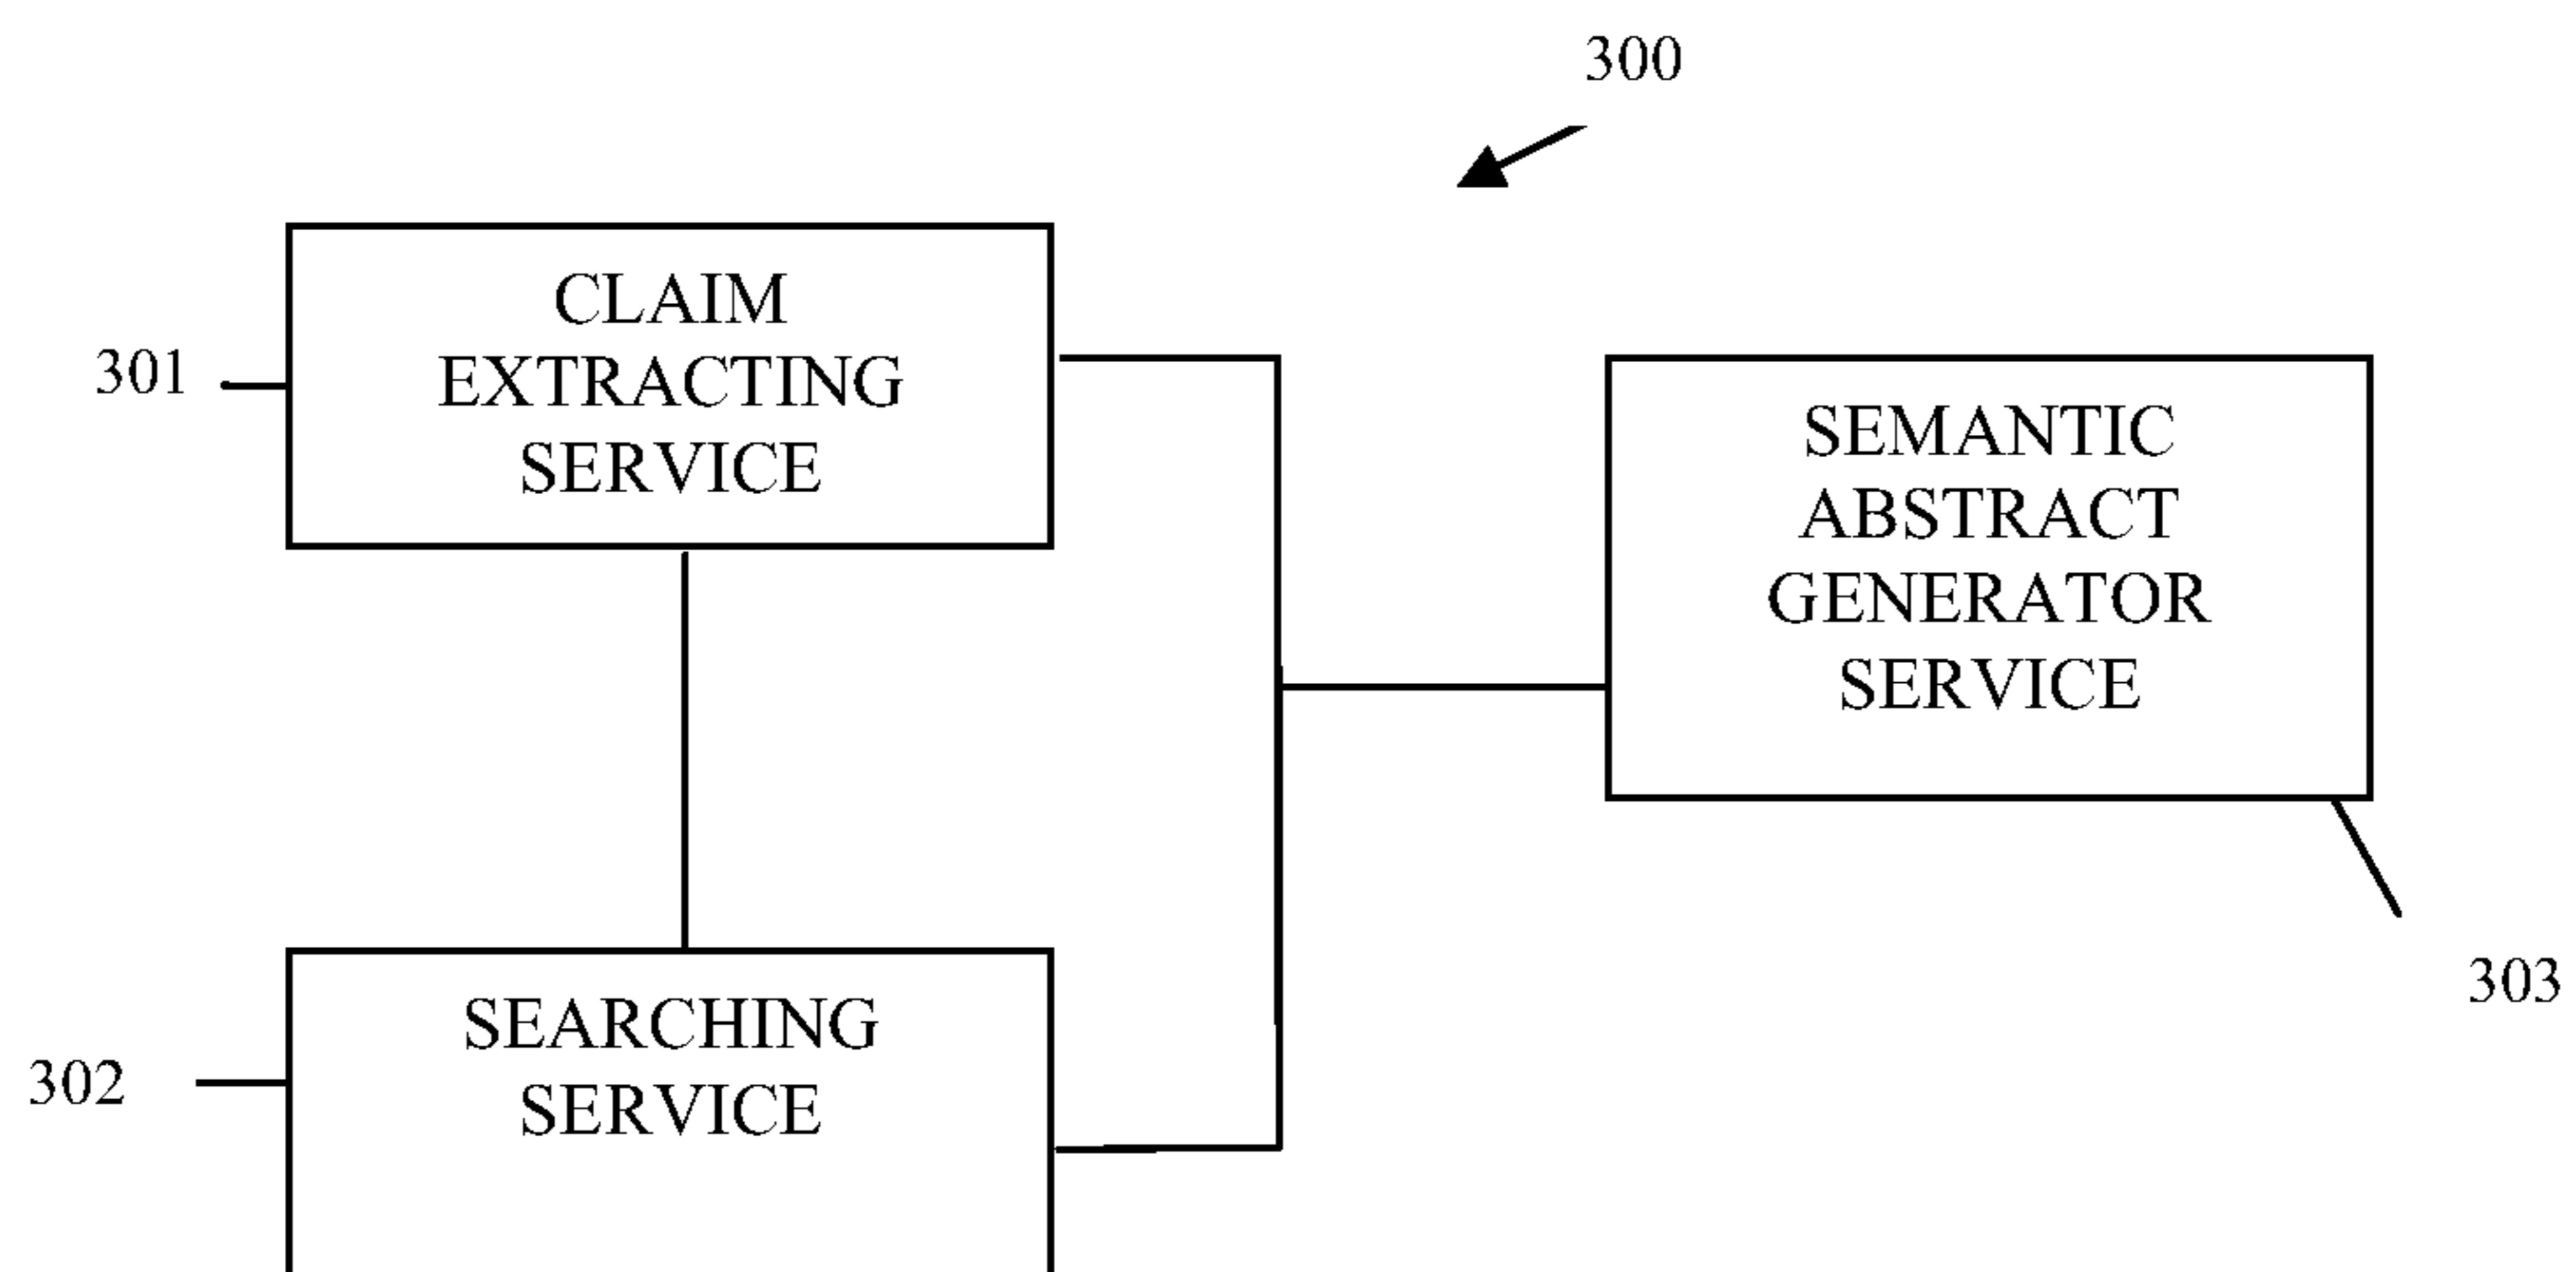 300
301
CLAIM
EXTRACTING
SERVICE
SEMANTIC
ABSTRACT
GENERATOR
SERVICE
303
302
SEARCHING
SERVICE